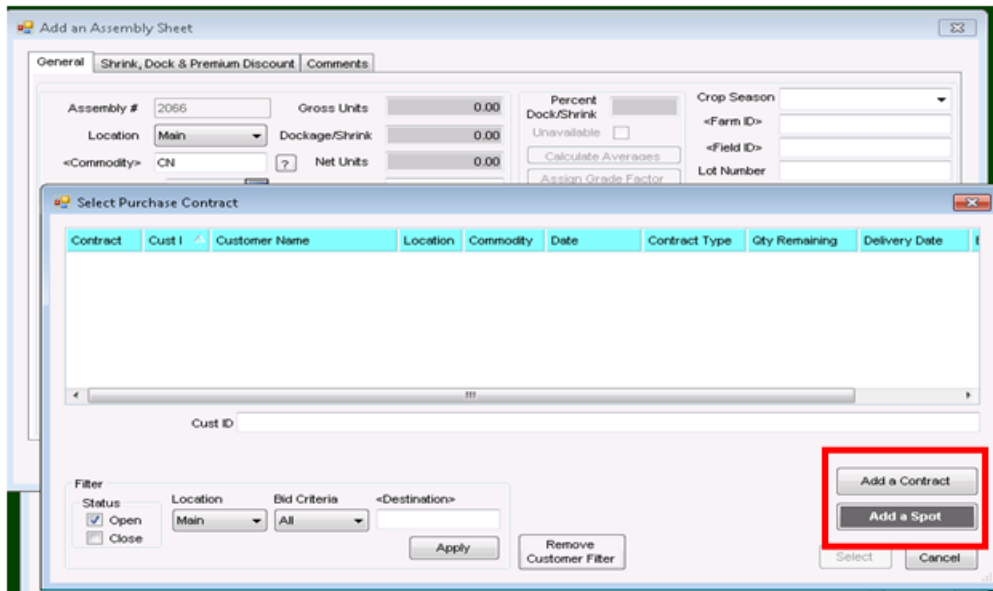 Add an Assembly Sheet
General Shrink, Dock & Premium Discount Comments
Assembly # 2066 Gross Units 0.00 Percent Dock/Shrink Crop Season
Location Main Dockage/Shrink 0.00 Unavailable <Farm ID>
<Commodity> CN ? Net Units 0.00 Calculate Averages <Field ID>
Assign Grade Factor Lot Number
Select Purchase Contract
Contract Cust I Customer Name Location Commodity Date Contract Type Qty Remaining Delivery Date
Cust ID
Filter
Status Location Bid Criteria <Destination>
Open Main All
Close
Apply
Remove
Customer Filter
Add a Contract
Add a Spot
Select Cancel